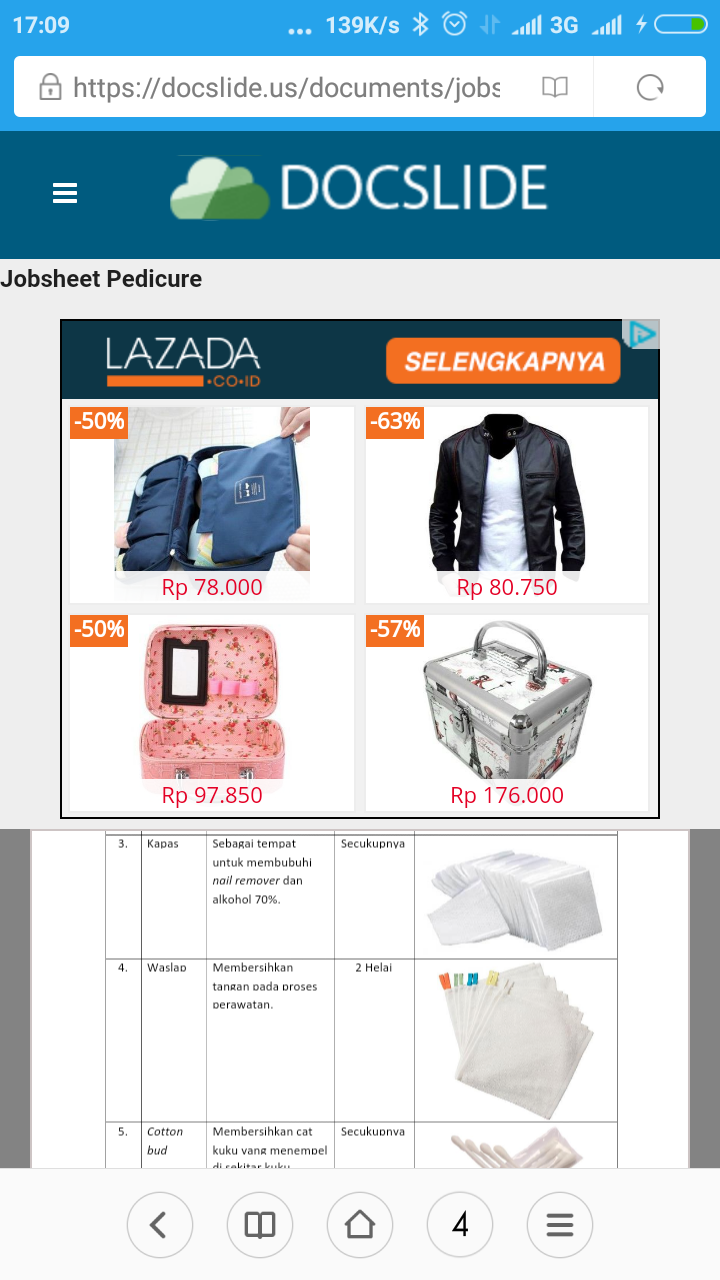 17:09
... 139K/s 3G
https://docslide.us/documents/jobs
DOCSLIDE
Jobsheet Pedicure
LAZADA
.CO.ID
SELENGKAPNYA
-50%
Rp 78.000
-63%
Rp 80.750
-50%
Rp 97.850
-57%
Rp 176.000
3. Kapas Sebagai tempat Secukupnya
untuk membubuhi
nail remover dan
alkohol 70%.
4. Waslap Membersihkan 2 Helai
tangan pada proses
perawatan.
5. Cotton Membersihkan cat Secukupnya
bud kuku yang menempel
di sekitar kuku
4